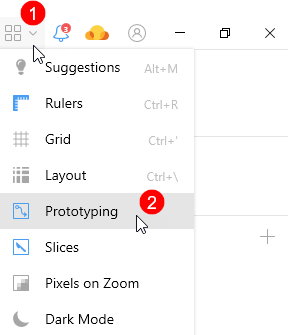 1
3
Suggestions Alt+M
Rulers Ctrl+R
Grid Ctrl+'
Layout Ctrl+\
Prototyping 2
Slices
Pixels on Zoom
Dark Mode